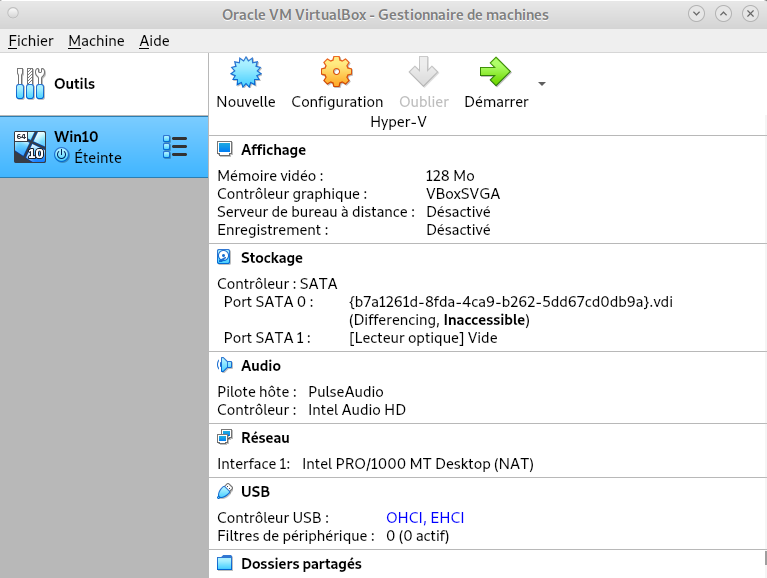 Oracle VM VirtualBox - Gestionnaire de machines
Fichier Machine Aide
Outils
Win10
Éteinte
64
10
Nouvelle Configuration Oublier Démarrer
Hyper-V
Affichage
Mémoire vidéo : 128 Mo
Contrôleur graphique : VBoxSVGA
Serveur de bureau à distance : Désactivé
Enregistrement : Désactivé
Stockage
Contrôleur : SATA
Port SATA 0 : {b7a1261d-8fda-4ca9-b262-5dd67cd0db9a}.vdi
(Differencing, Inaccessible)
Port SATA 1 : [Lecteur optique] Vide
Audio
Pilote hôte : PulseAudio
Contrôleur : Intel Audio HD
Réseau
Interface 1: Intel PRO/1000 MT Desktop (NAT)
USB
Contrôleur USB : OHCI, EHCI
Filtres de périphérique : 0 (0 actif)
Dossiers partagés